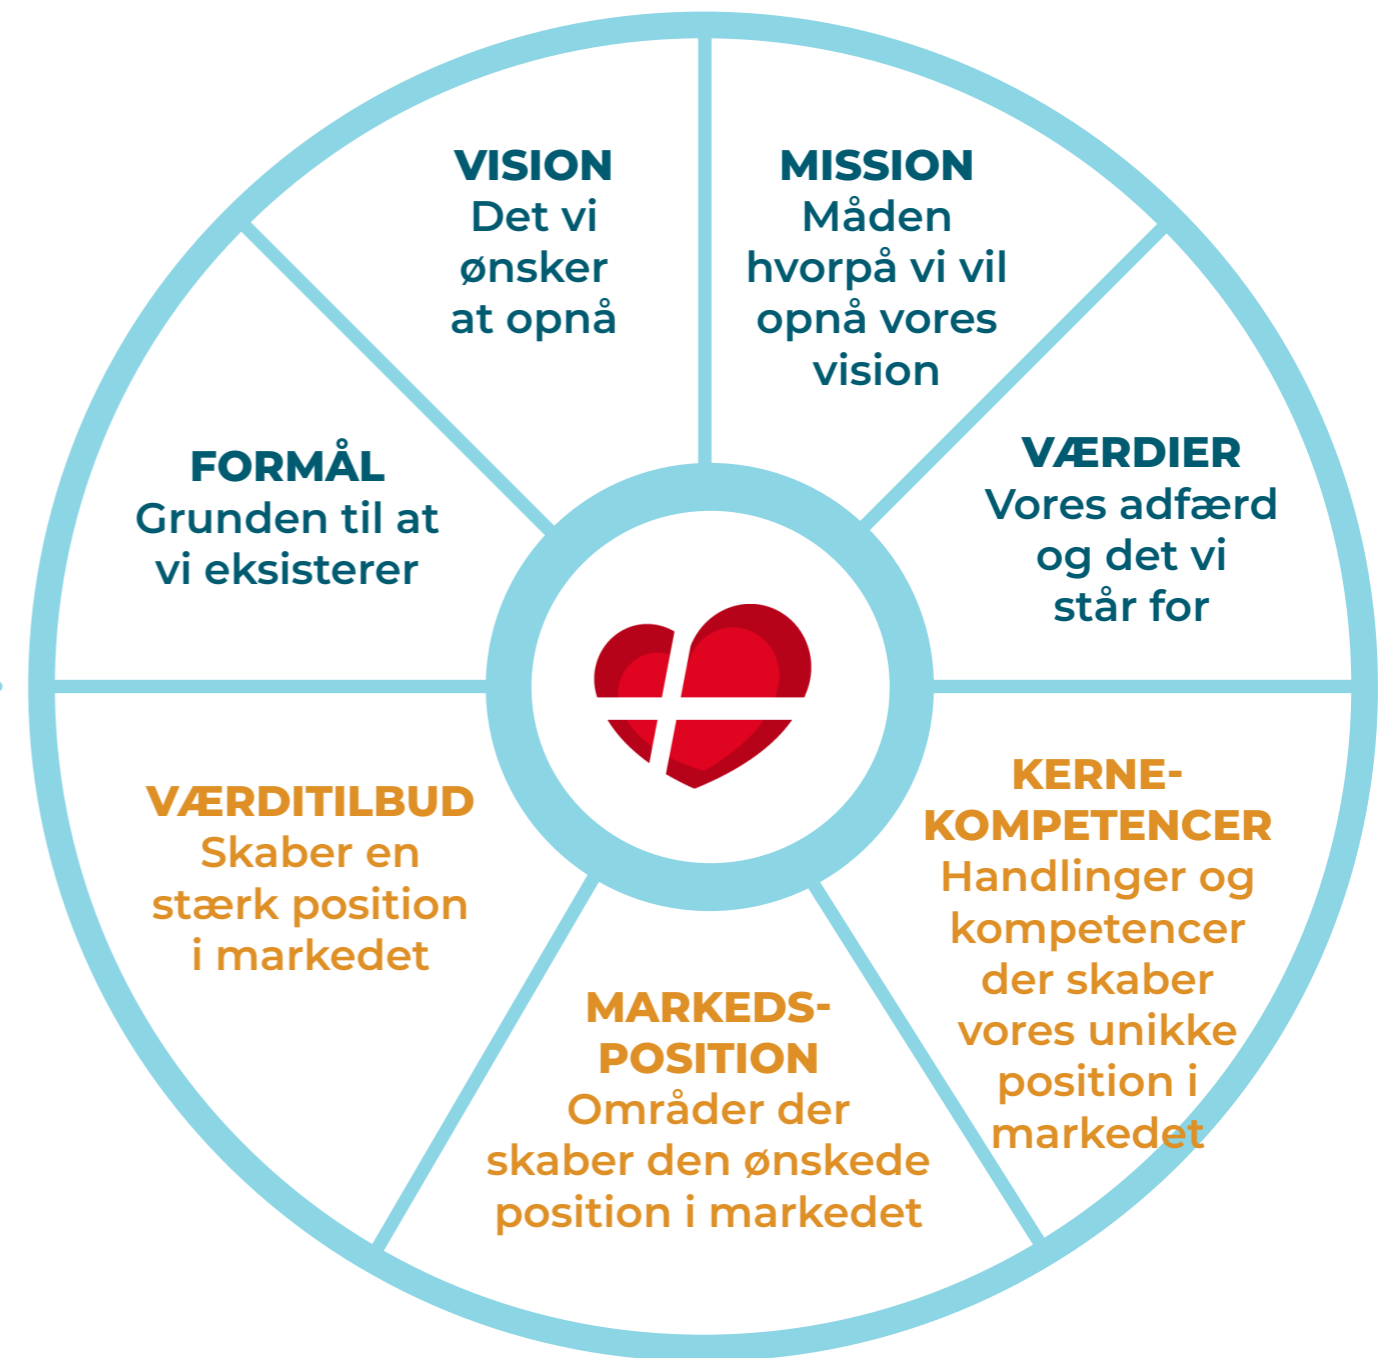 VISION
Det vi
ønsker
at opnå
MISSION
Måden
hvorpå vi vil
opnå vores
vision
FORMÅL
Grunden til at
vi eksisterer
VÆRDIER
Vores adfærd
og det vi
står for
VÆRDITILBUD
Skaber en
stærk position
i markedet
KERNE-
KOMPETENCER
Handlinger og
kompetencer
der skaber
vores unikke
position i
markedet
MARKEDS-
POSITION
Områder der
skaber den ønskede
position i markedet